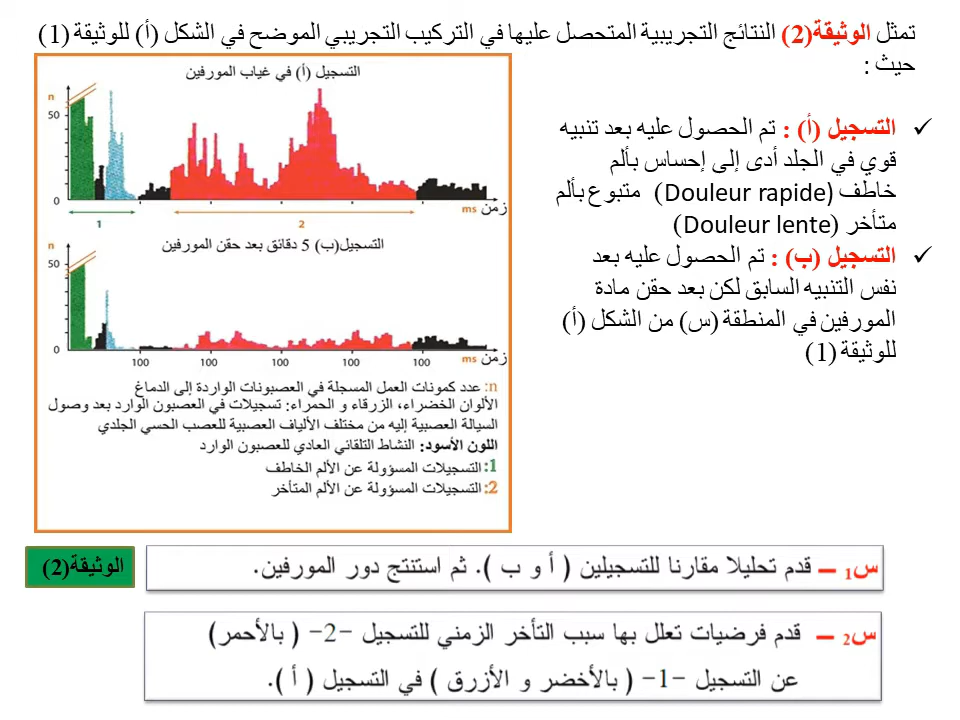 تمثل الوثيقة(2) النتائج التجريبية المتحصل عليها في التركيب التجريبي الموضح في الشكل (أ) للوثيقة (1)
حيث :
✓ التسجيل (أ) : تم الحصول عليه بعد تنبيه
قوي في الجلد أدى إلى إحساس بألم
خاطف (Douleur rapide) متبوع بألم
متأخر (Douleur lente)
✓ التسجيل (ب) : تم الحصول عليه بعد
نفس التنبيه السابق لكن بعد حقن مادة
المورفين في المنطقة (س) من الشكل (أ)
للوثيقة (1)
التسجيل (أ) في غياب المورفين
n
50
0
زمن ms
1
2
التسجيل(ب) 5 دقائق بعد حقن المورفين
n
50
0
زمن ms
100 100 100 100 100
n: عدد كمونات العمل المسجلة في العصبونات الواردة إلى الدماغ
الألوان الخضراء، الزرقاء و الحمراء: تسجيلات في العصبون الوارد بعد وصول
السيالة العصبية إليه من مختلف الألياف العصبية للعصب الحسي الجلدي
اللون الأسود: النشاط التلقائي العادي للعصبون الوارد
1: التسجيلات المسؤولة عن الألم الخاطف
2: التسجيلات المسؤولة عن الألم المتأخر
الوثيقة(2)
س1 – قدم تحليلا مقارنا للتسجيلين ( أ و ب ). ثم استنتج دور المورفين.
س2 – قدم فرضيات تعلل بها سبب التأخر الزمني للتسجيل -2- ( بالأحمر)
عن التسجيل -1- ( بالأخضر و الأزرق ) في التسجيل ( أ ).